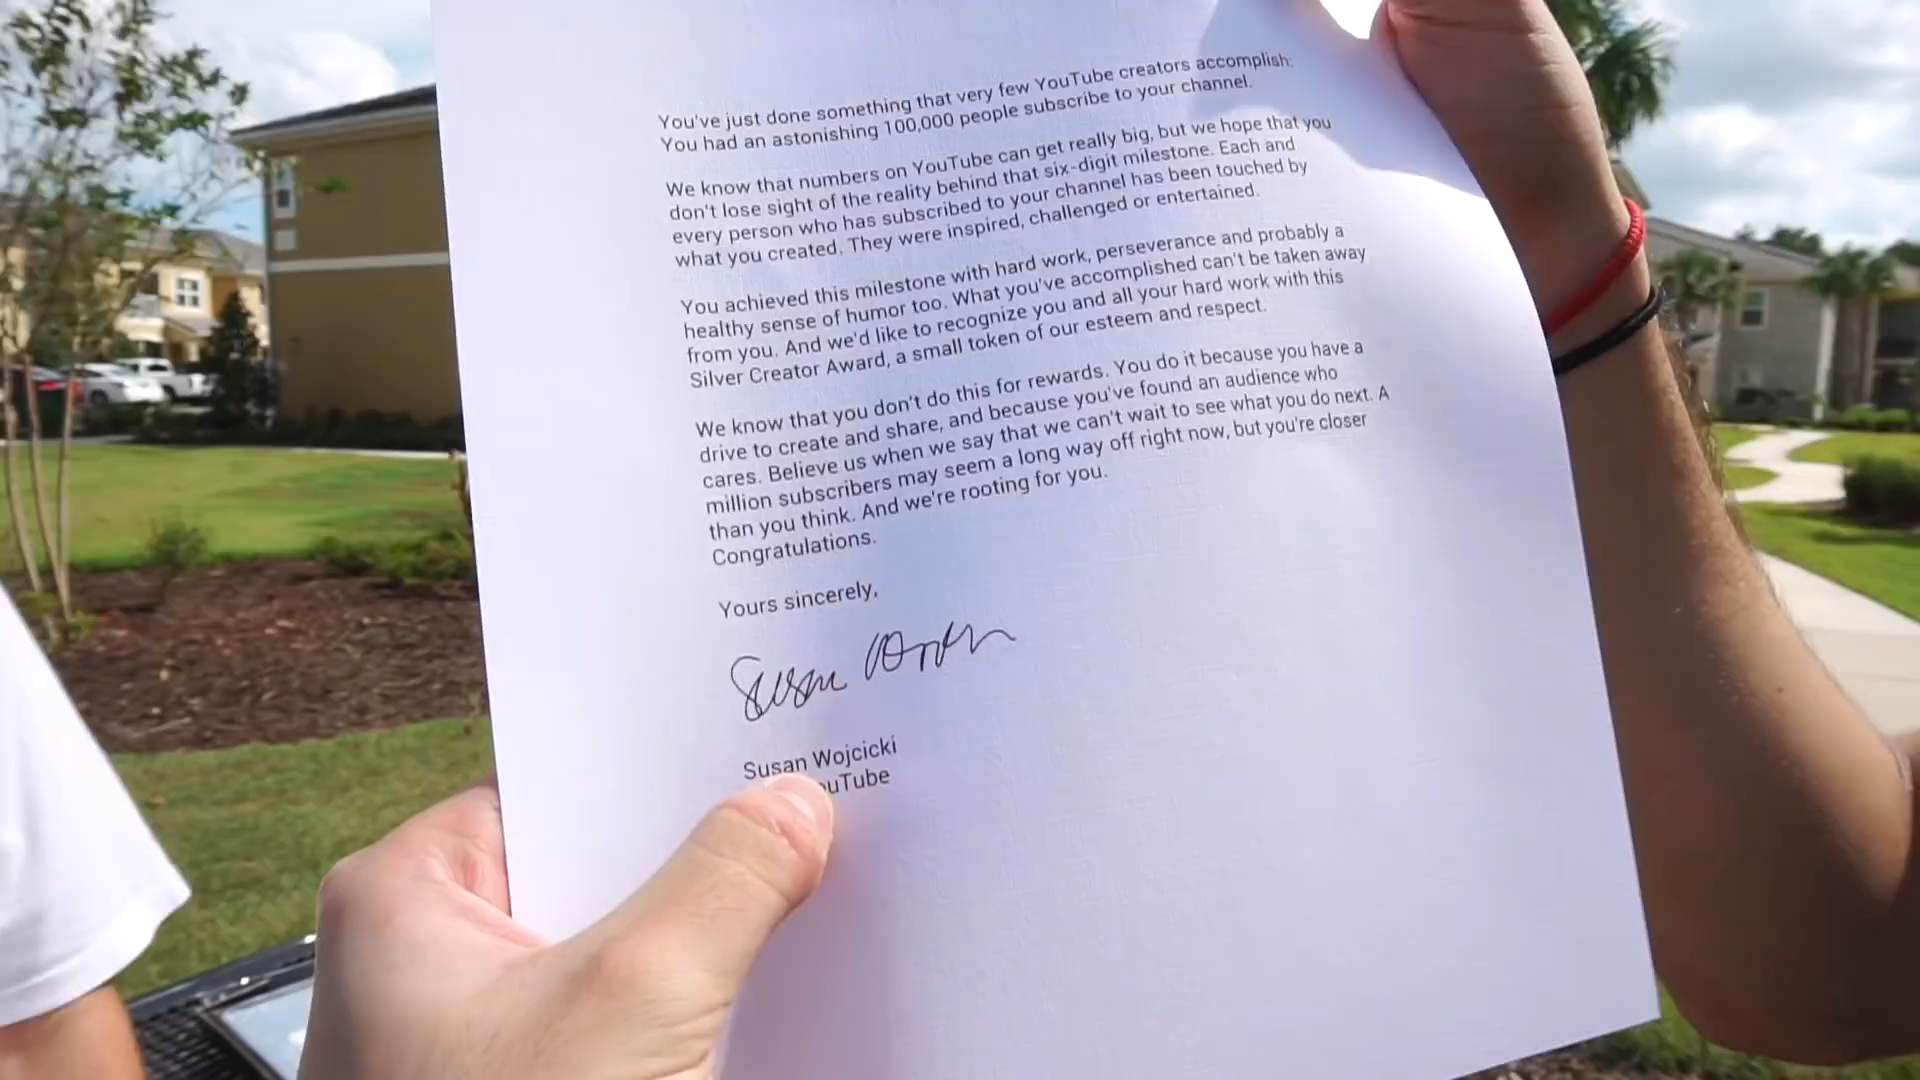 You've just done something that very few YouTube creators accomplish:
You had an astonishing 100,000 people subscribe to your channel.
We know that numbers on YouTube can get really big, but we hope that you
don't lose sight of the reality behind that six-digit milestone. Each and
every person who has subscribed to your channel has been touched by
what you created. They were inspired, challenged or entertained.
You achieved this milestone with hard work, perseverance and probably a
healthy sense of humor too. What you've accomplished can't be taken away
from you. And we'd like to recognize you and all your hard work with this
Silver Creator Award, a small token of our esteem and respect.
We know that you don't do this for rewards. You do it because you have a
drive to create and share, and because you've found an audience who
cares. Believe us when we say that we can't wait to see what you do next. A
million subscribers may seem a long way off right now, but you're closer
than you think. And we're rooting for you.
Congratulations.
Yours sincerely,
Susan
Susan Wojcicki
uTube